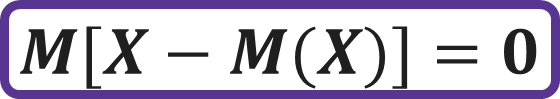 M[X − M(X)] = 0